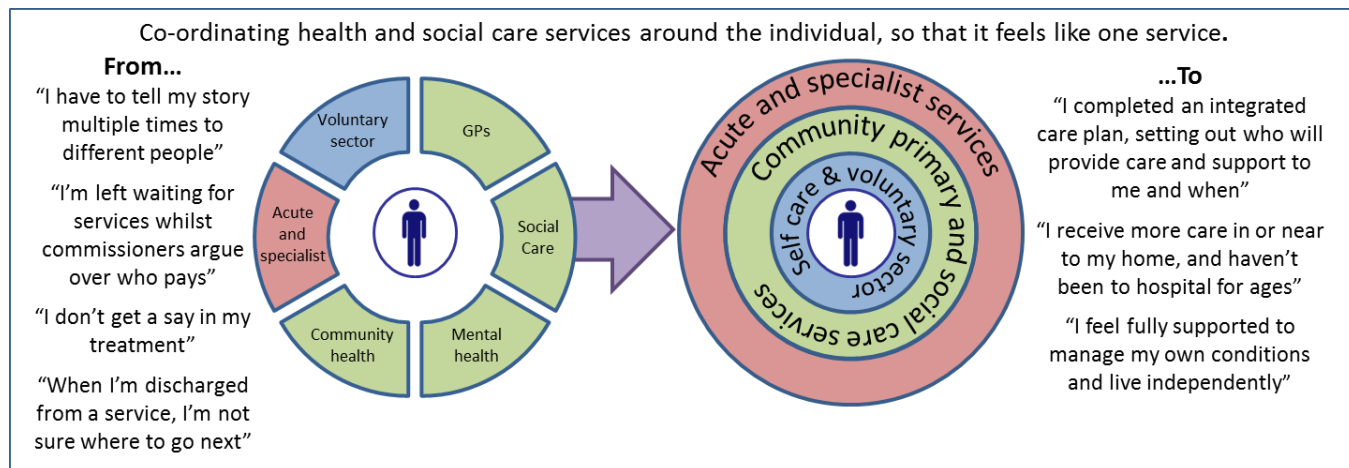 Co-ordinating health and social care services around the individual, so that it feels like one service.
From...
“I have to tell my story
multiple times to
different people”
“I’m left waiting for
services whilst
commissioners argue
over who pays”
“I don’t get a say in my
treatment”
“When I’m discharged
from a service, I’m not
sure where to go next”
Voluntary
sector
GPs
Acute
and
specialist
Social
Care
Community
health
Mental
health
Acute and specialist services
Community primary and social care services
Self care & voluntary sector
...To
“I completed an integrated
care plan, setting out who will
provide care and support to
me and when”
“I receive more care in or near
to my home, and haven’t
been to hospital for ages”
“I feel fully supported to
manage my own conditions
and live independently”